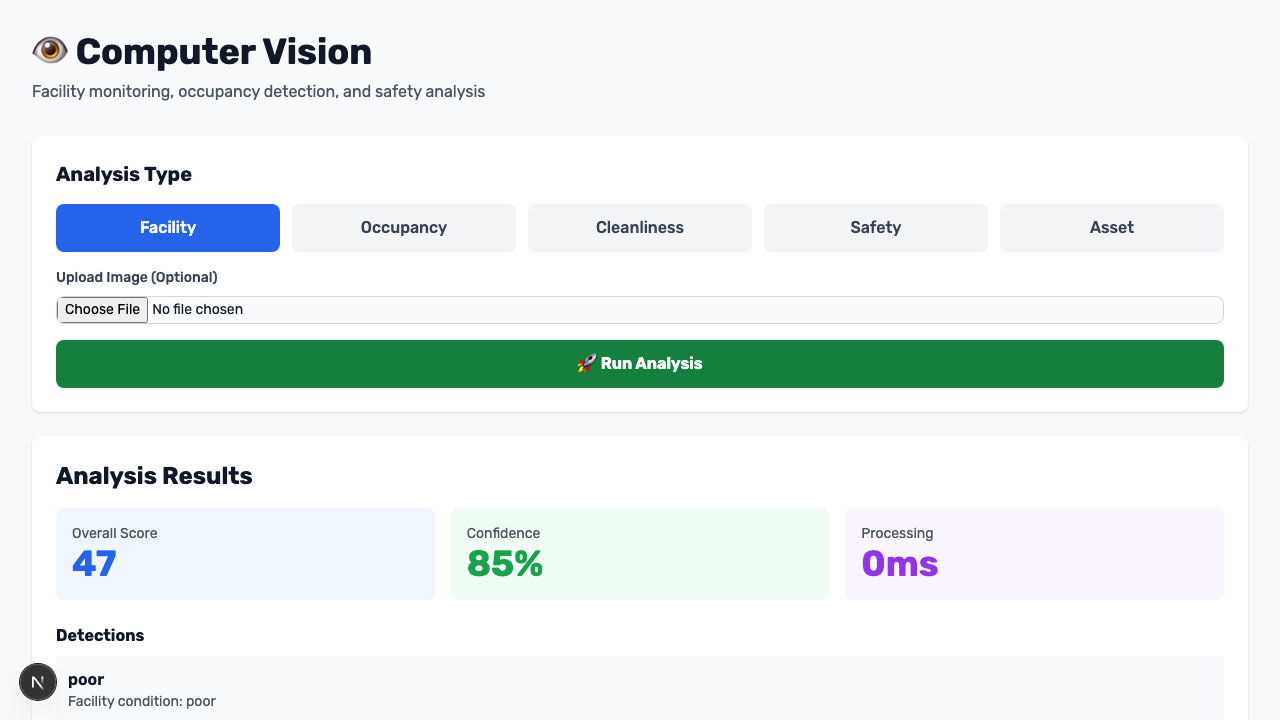 Computer Vision
Facility monitoring, occupancy detection, and safety analysis
Analysis Type
Facility
Occupancy
Cleanliness
Safety
Asset
Upload Image (Optional)
Choose File No file chosen
🚀 Run Analysis
Analysis Results
Overall Score
47
Confidence
85%
Processing
0ms
Detections
poor
Facility condition: poor
N